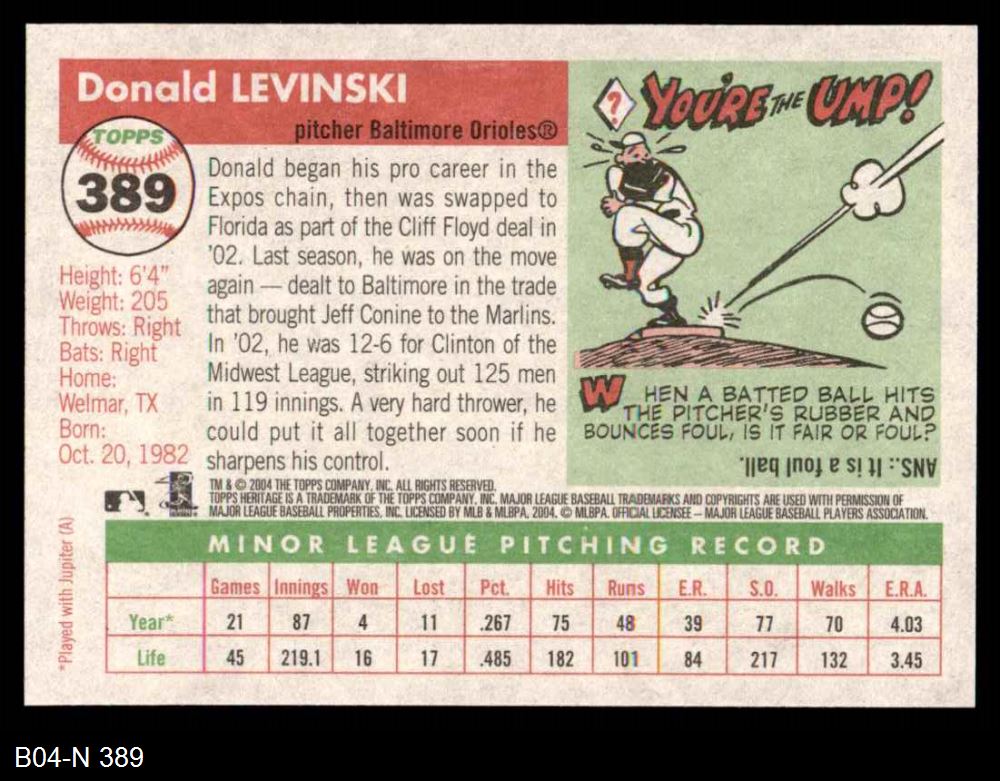 Donald LEVINSKI
pitcher Baltimore Orioles®
TOPPS
389
Height: 6'4"
Weight: 205
Throws: Right
Bats: Right
Home:
Welmar, TX
Born:
Oct. 20, 1982
Donald began his pro career in the
Expos chain, then was swapped to
Florida as part of the Cliff Floyd deal in
'02. Last season, he was on the move
again — dealt to Baltimore in the trade
that brought Jeff Conine to the Marlins.
In '02, he was 12-6 for Clinton of the
Midwest League, striking out 125 men
in 119 innings. A very hard thrower, he
could put it all together soon if he
sharpens his control.
? YOU'RE THE UMP!
WHEN A BATTED BALL HITS
THE PITCHER'S RUBBER AND
BOUNCES FOUL, IS IT FAIR OR FOUL?
ANS.: It is a foul ball.
TM & © 2004 THE TOPPS COMPANY, INC. ALL RIGHTS RESERVED.
TOPPS HERITAGE IS A TRADEMARK OF THE TOPPS COMPANY, INC. MAJOR LEAGUE BASEBALL TRADEMARKS AND COPYRIGHTS ARE USED WITH PERMISSION OF
MAJOR LEAGUE BASEBALL PROPERTIES, INC. LICENSED BY MLB & MLBPA, 2004. © MLBPA. OFFICIAL LICENSEE – MAJOR LEAGUE BASEBALL PLAYERS ASSOCIATION.
MINOR LEAGUE PITCHING RECORD
Games Innings Won Lost Pct. Hits Runs E.R. S.O. Walks E.R.A.
Year* 21 87 4 11 .267 75 48 39 77 70 4.03
Life 45 219.1 16 17 .485 182 101 84 217 132 3.45
*Played with Jupiter (A)
B04-N 389